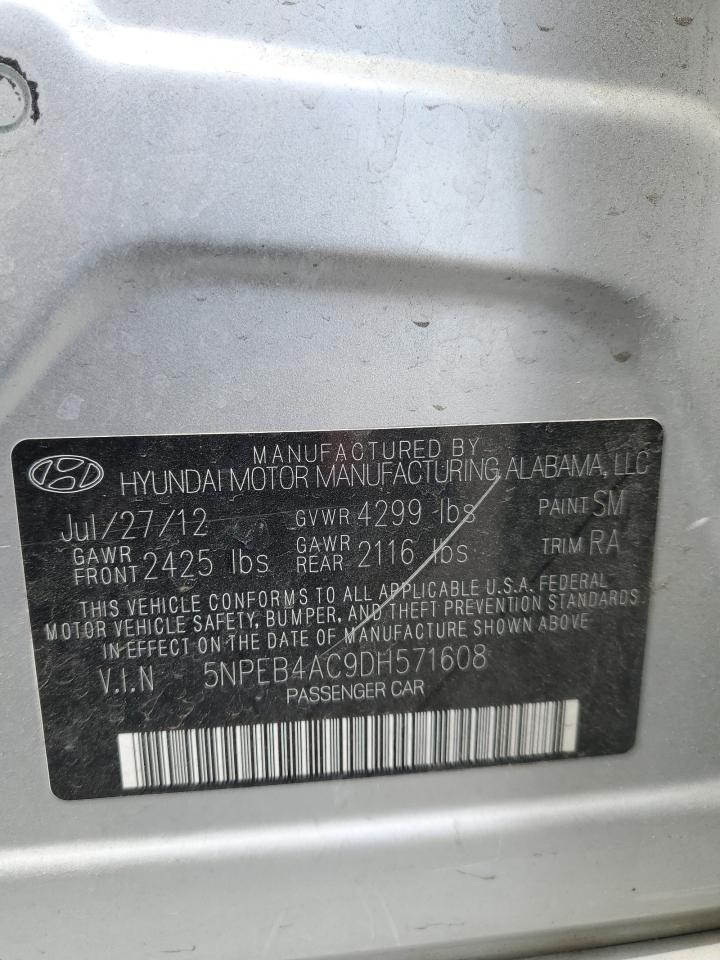 MANUFACTURED BY
HYUNDAI MOTOR MANUFACTURING ALABAMA, LLC
Jul/27/12 GVWR 4299 lbs PAINT SM
GAWR FRONT 2425 lbs GAWR REAR 2116 lbs TRIM RA
THIS VEHICLE CONFORMS TO ALL APPLICABLE U.S.A. FEDERAL
MOTOR VEHICLE SAFETY, BUMPER, AND THEFT PREVENTION STANDARDS
IN EFFECT ON THE DATE OF MANUFACTURE SHOWN ABOVE
V.I.N 5NPEB4AC9DH571608
PASSENGER CAR